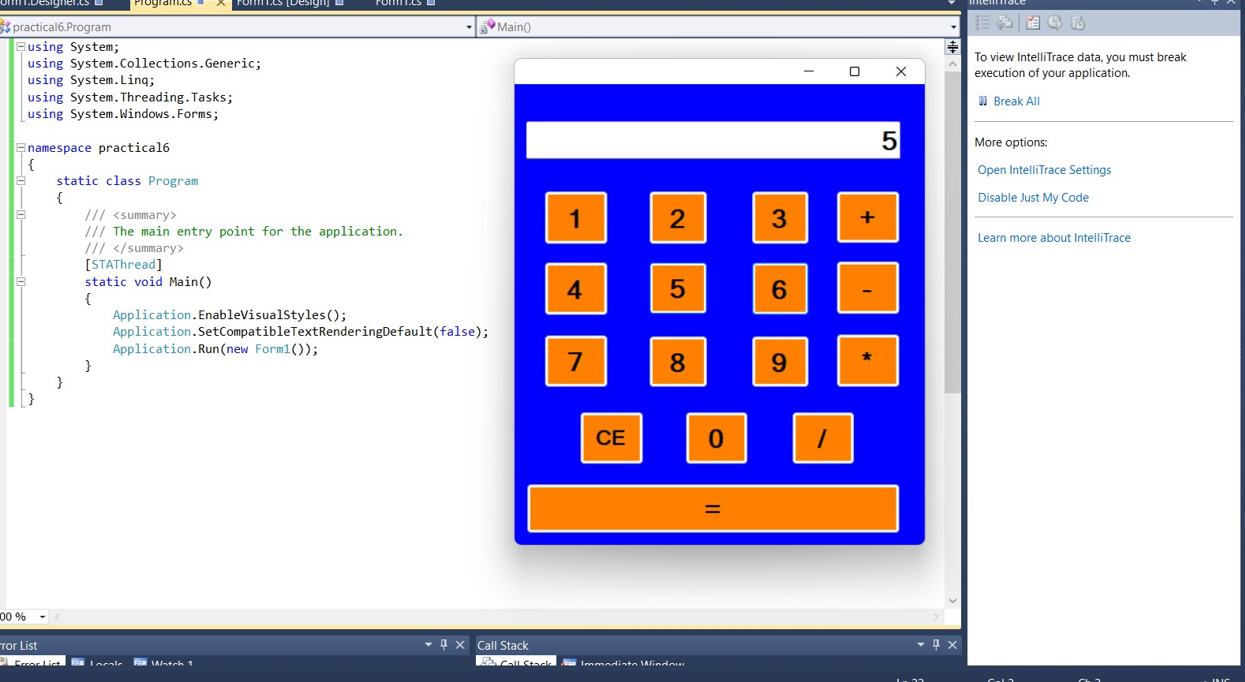 Program.cs
Form1.cs [Design]
Form1.cs
IntelliTrace
practical6.Program
Main()
using System;
using System.Collections.Generic;
using System.Linq;
using System.Threading.Tasks;
using System.Windows.Forms;
namespace practical6
{
static class Program
{
/// <summary>
/// The main entry point for the application.
/// </summary>
[STAThread]
static void Main()
{
Application.EnableVisualStyles();
Application.SetCompatibleTextRenderingDefault(false);
Application.Run(new Form1());
}
}
}
5
1 2 3 +
4 5 6 -
7 8 9 *
CE 0 /
=
To view IntelliTrace data, you must break
execution of your application.
Break All
More options:
Open IntelliTrace Settings
Disable Just My Code
Learn more about IntelliTrace
00 %
rror List
Call Stack
Error List
Locals
Watch 1
Call Stack
Immediate Window
INS